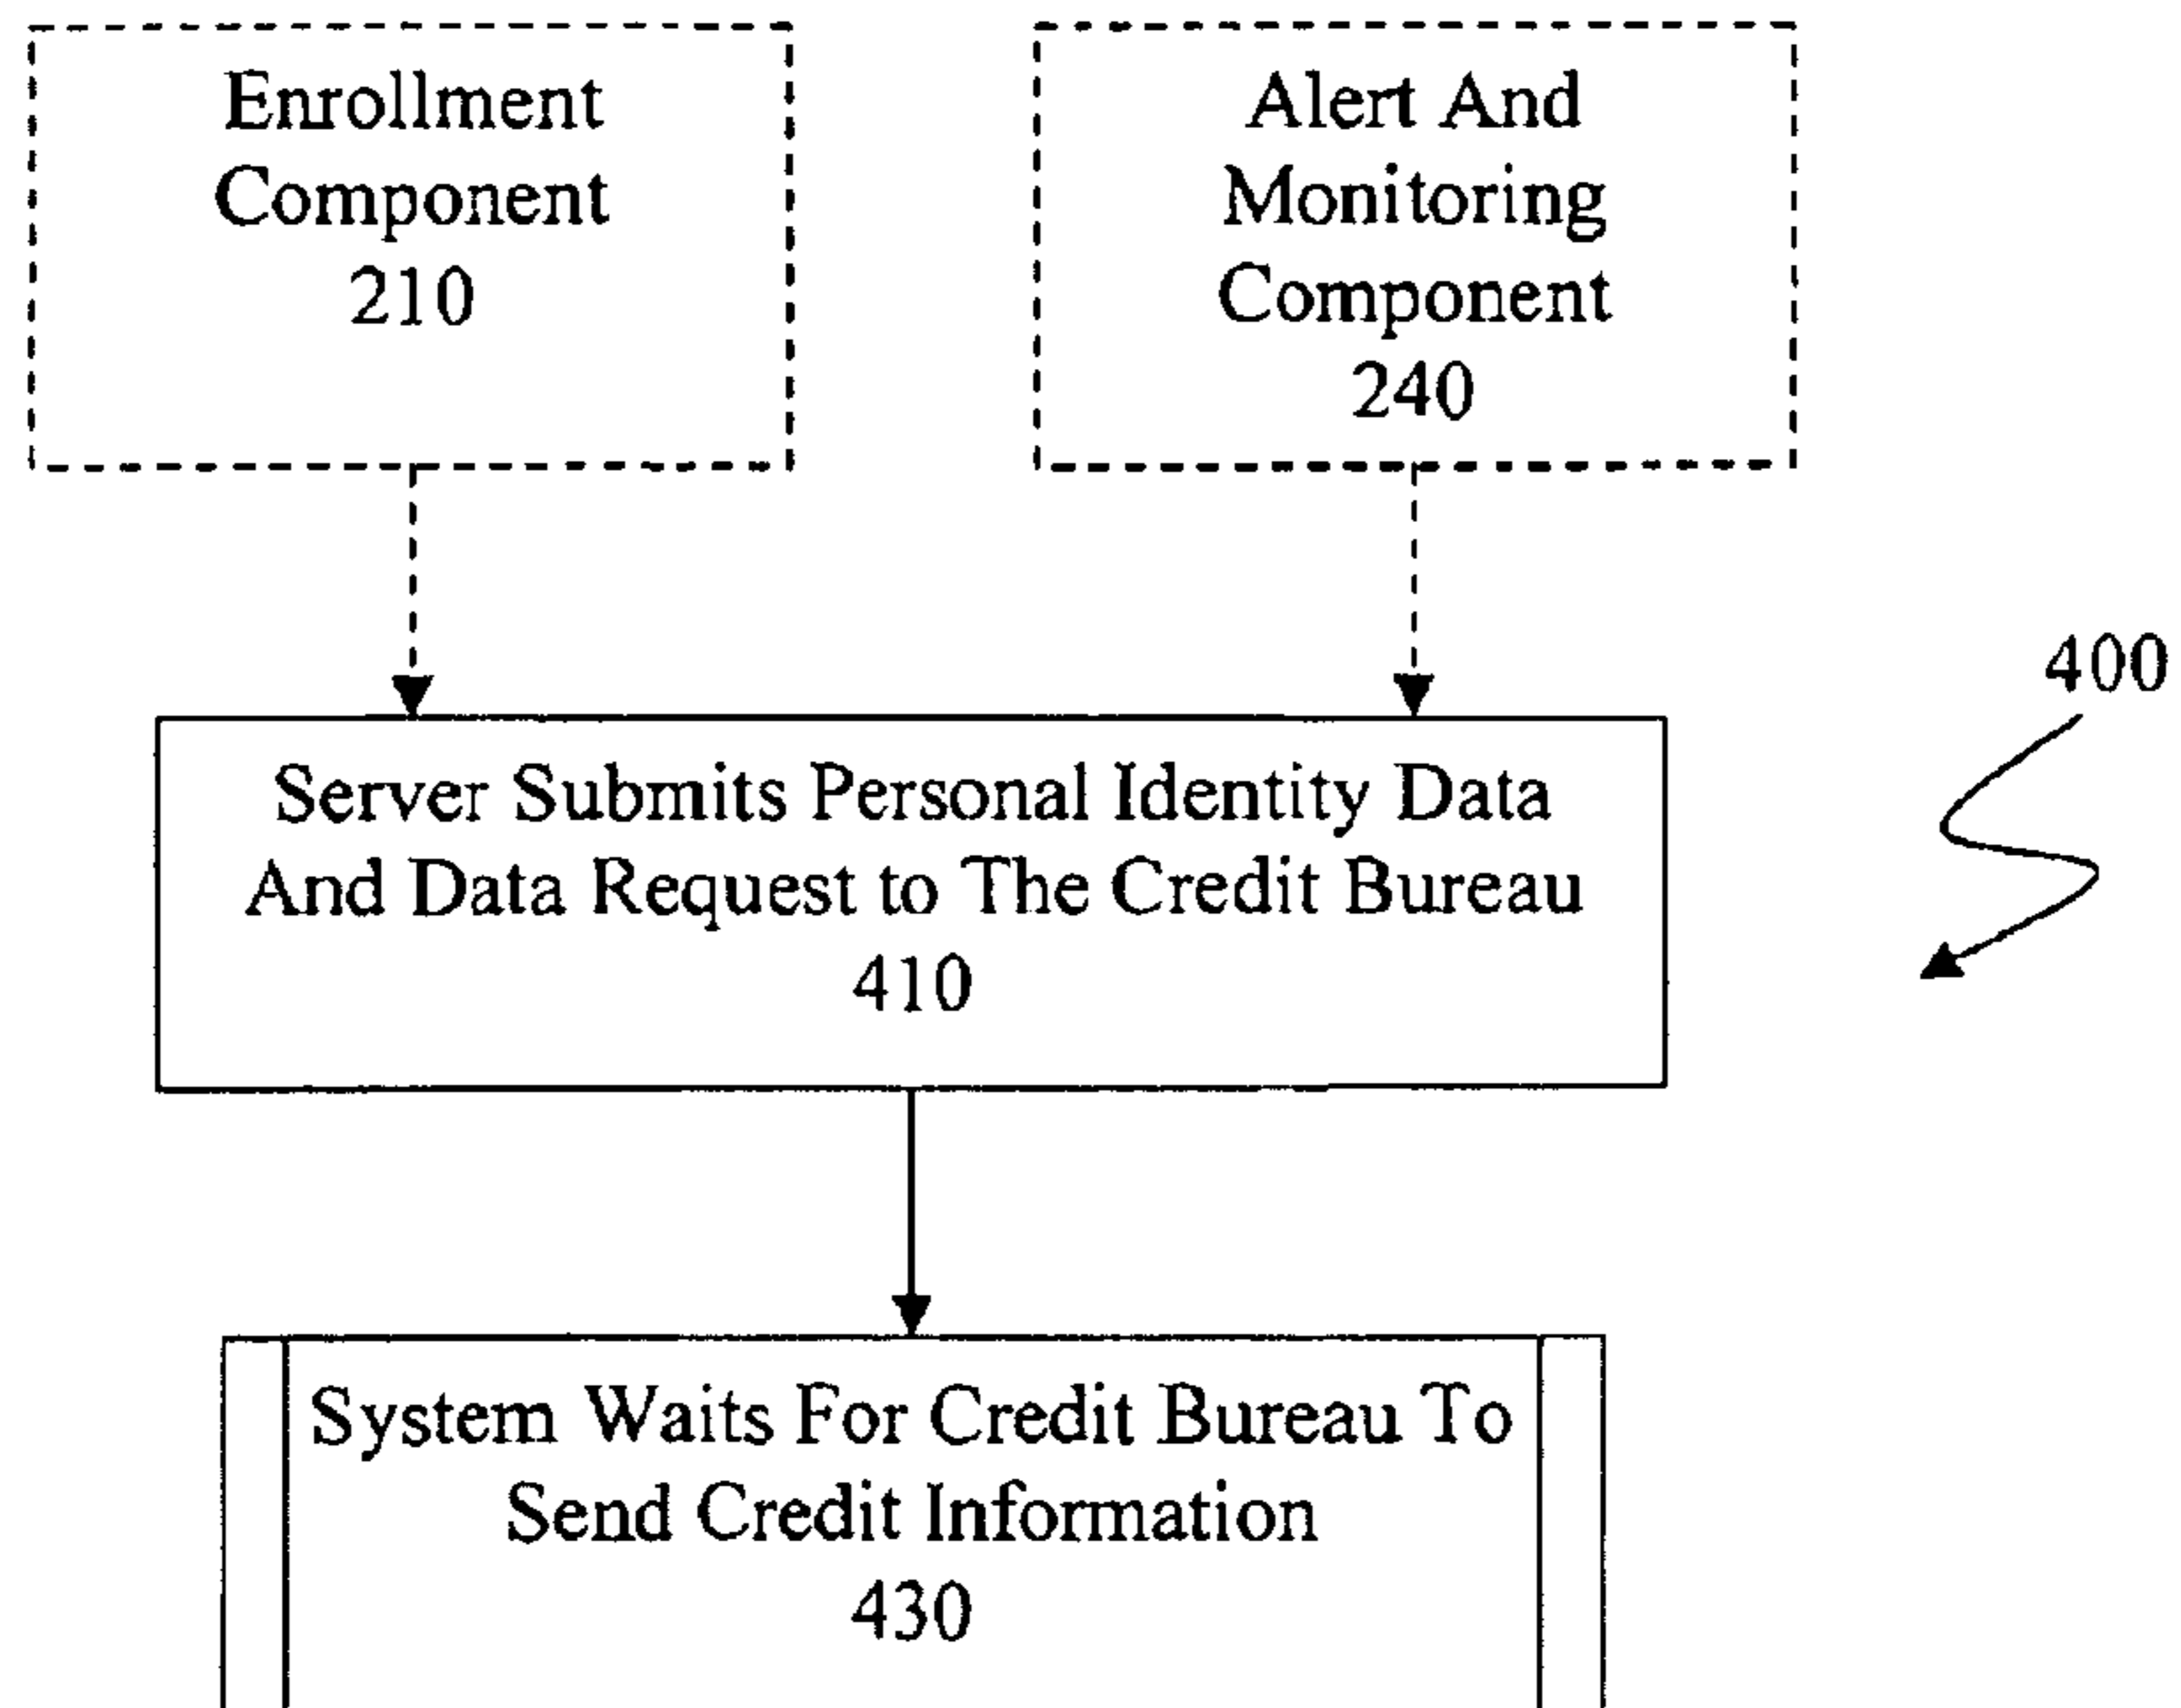 Enrollment
Component
210
Alert And
Monitoring
Component
240
400
Server Submits Personal Identity Data
And Data Request to The Credit Bureau
410
System Waits For Credit Bureau To
Send Credit Information
430